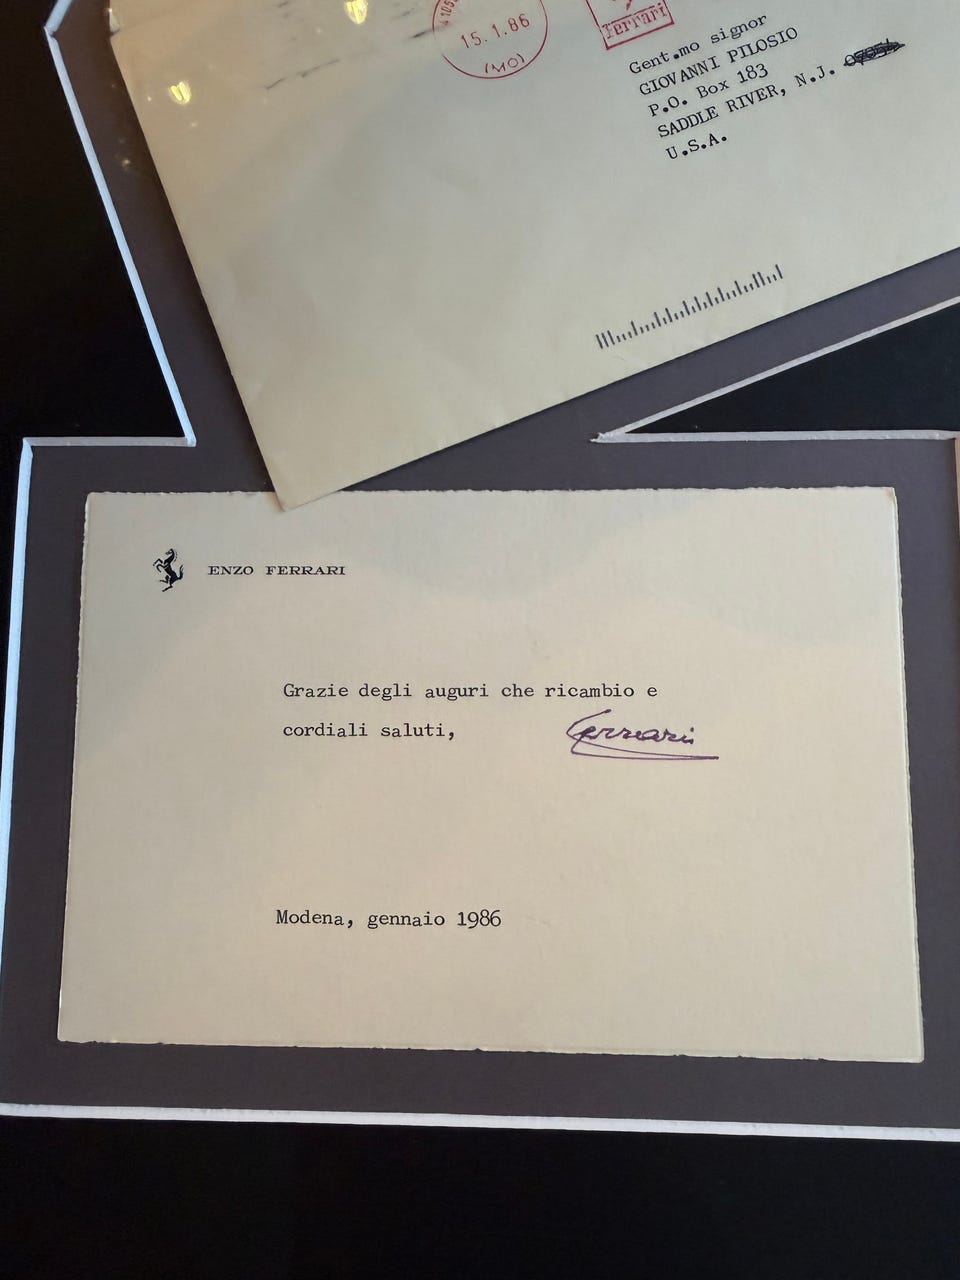 15.1.86
(MO)
Ferrari
Gent.mo signor
GIOVANNI PILOSIO
P.O. Box 183
SADDLE RIVER, N.J.
U.S.A.
ENZO FERRARI
Grazie degli auguri che ricambio e
cordiali saluti,
Ferrari
Modena, gennaio 1986